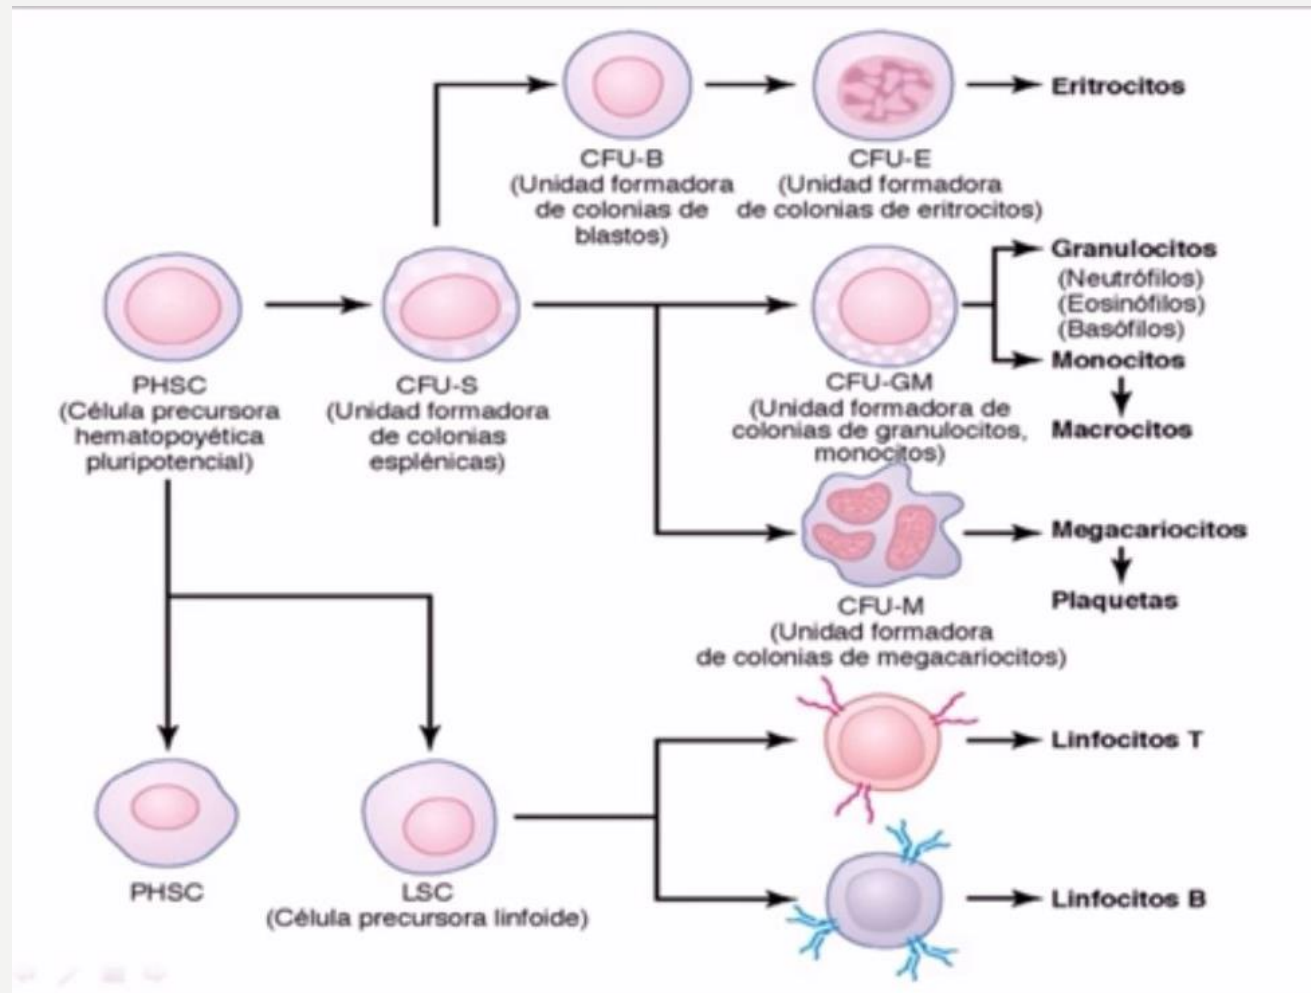 Eritrocitos
CFU-B
(Unidad formadora
de colonias de
blastos)
CFU-E
(Unidad formadora
de colonias de eritrocitos)
Granulocitos
(Neutrófilos)
(Eosinófilos)
(Basófilos)
Monocitos
Macrocitos
PHSC
(Célula precursora
hematopoyética
pluripotencial)
CFU-S
(Unidad formadora
de colonias
esplénicas)
CFU-GM
(Unidad formadora de
colonias de granulocitos,
monocitos)
Megacariocitos
Plaquetas
CFU-M
(Unidad formadora
de colonias de megacariocitos)
Linfocitos T
PHSC
LSC
(Célula precursora linfoide)
Linfocitos B